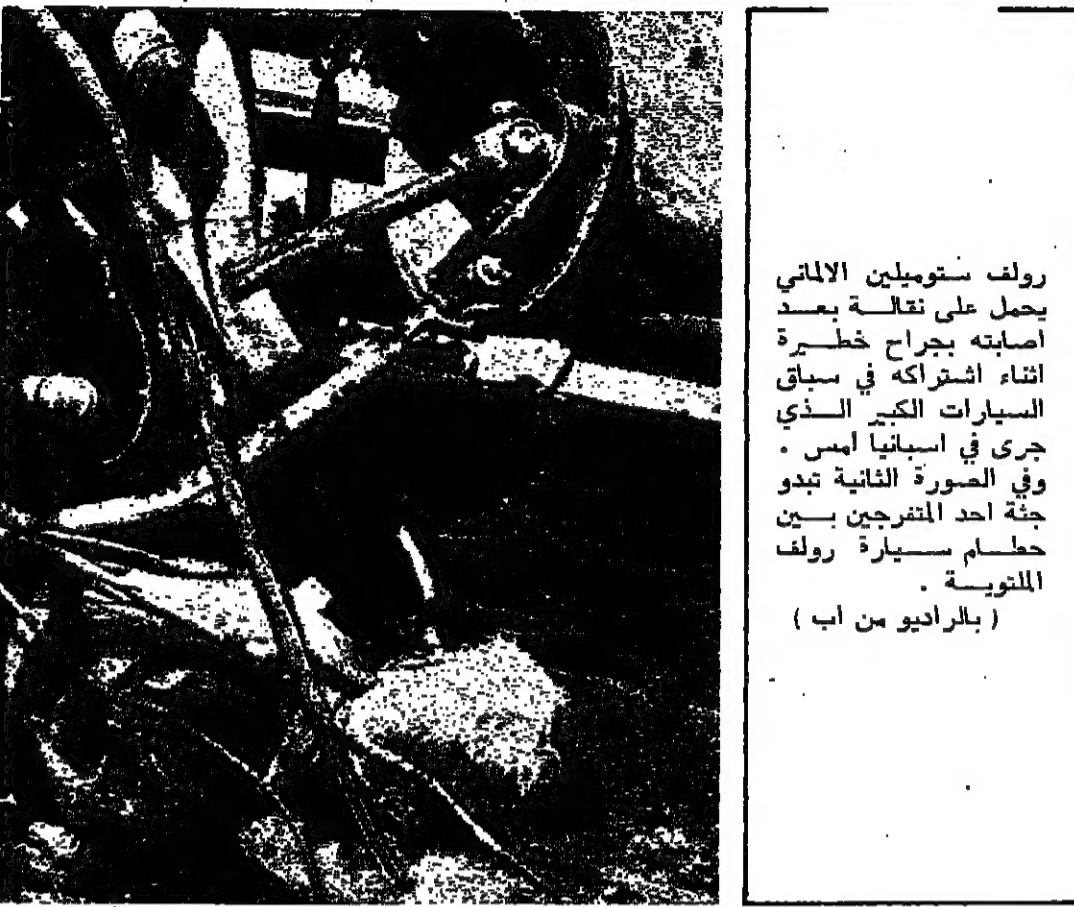 رولف ستوميلين الالماني
يحمل على نقالة بعد
اصابته بجراح خطيرة
اثناء اشتراكه في سباق
السيارات الكبير الذي
جرى في اسبانيا أمس .
وفي الصورة الثانية تبدو
جثة احد المتفرجين بين
حطام سيارة رولف
الملتوية .
( بالراديو من اب )